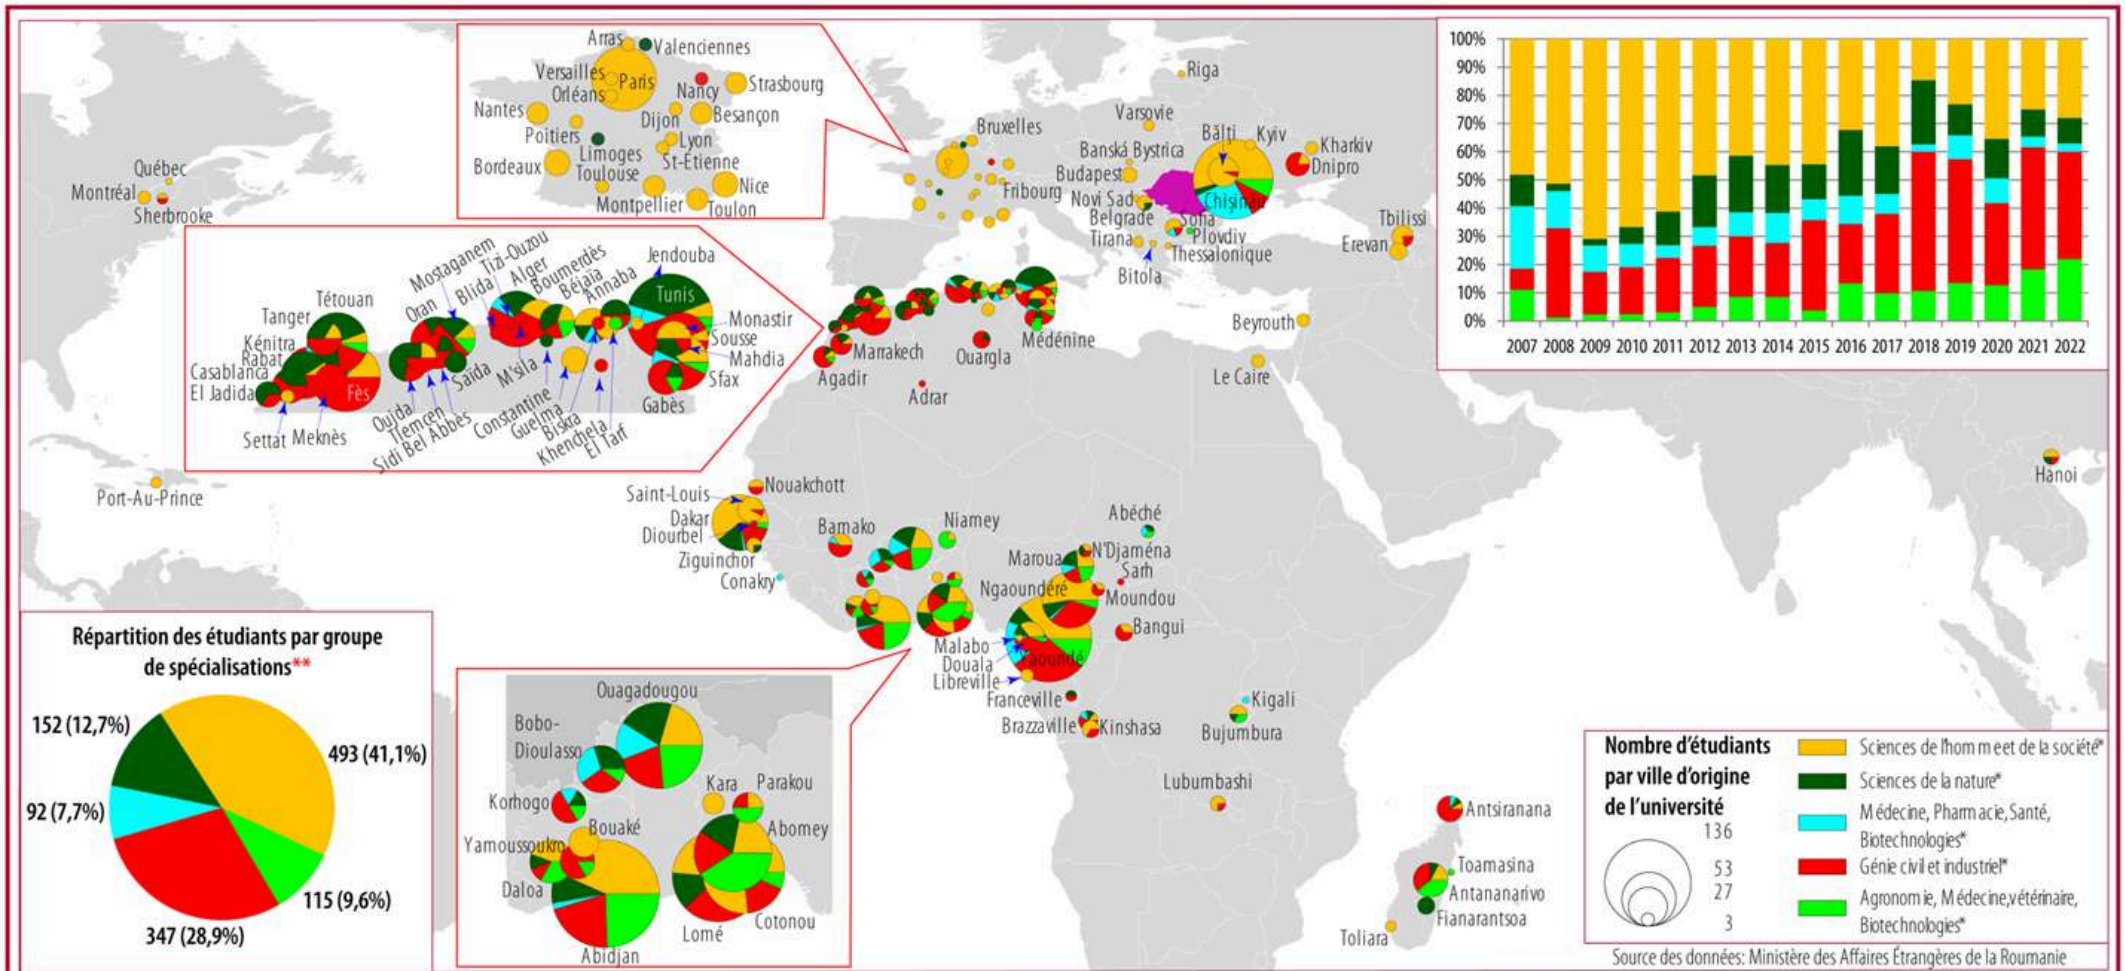 Arras
Valenciennes
Versailles
Paris
Orléans
Nancy
Strasbourg
Nantes
Dijon
Besançon
Poitiers
Limoges
Lyon
St-Etienne
Bordeaux
Toulouse
Nice
Montpellier
Toulon
Riga
Varsovie
Bruxelles
Bălți
Kyiv
Kharkiv
Banská Bystrica
Dnipro
Budapest
Fribourg
Novi Sad
Chișinău
Belgrade
Sofia
Tirana
Plovdiv
Thessalonique
Bitola
Tbilissi
Erevan
Québec
Montréal
Sherbrooke
Port-Au-Prince
100%
90%
80%
70%
60%
50%
40%
30%
20%
10%
0%
2007 2008 2009 2010 2011 2012 2013 2014 2015 2016 2017 2018 2019 2020 2021 2022
Mostaganem
Tizi-Ouzou
Oran
Blida
Alger
Boumerdès
Béjaia
Annaba
Jendouba
Tétouan
Tanger
Tunis
Kénitra
Rabat
Monastir
Sousse
Mahdia
Casablanca
El Jadida
Fès
Saïda
M'sila
Sfax
Gabès
Settat
Meknès
Oujda
Tlemcen
Sidi Bel Abbès
Constantine
Guelma
Biskra
Khenchela
El Tarf
Marrakech
Agadir
Ouargla
Médénine
Adrar
Beyrouth
Le Caire
Hanoi
Nouakchott
Saint-Louis
Dakar
Diourbel
Ziguinchor
Conakry
Bamako
Niamey
Abéché
Maroua
N'Djaména
Sarh
Ngaoundéré
Moundou
Bangui
Malabo
Douala
Yaoundé
Libreville
Franceville
Brazzaville
Kinshasa
Kigali
Bujumbura
Lubumbashi
Antsiranana
Toamasina
Antananarivo
Fianarantsoa
Toliara
Ouagadougou
Bobo-
Dioulasso
Korhogo
Kara
Parakou
Bouaké
Yamoussoukro
Abomey
Daloa
Cotonou
Lomé
Abidjan
Répartition des étudiants par groupe
de spécialisations**
152 (12,7%)
493 (41,1%)
92 (7,7%)
115 (9,6%)
347 (28,9%)
Nombre d'étudiants
par ville d'origine
de l'université
136
53
27
3
Sciences de l'homme et de la société*
Sciences de la nature*
Médecine, Pharmacie, Santé,
Biotechnologies*
Génie civil et industriel*
Agronomie, Médecine,vétérinaire,
Biotechnologies*
Source des données: Ministère des Affaires Étrangères de la Roumanie